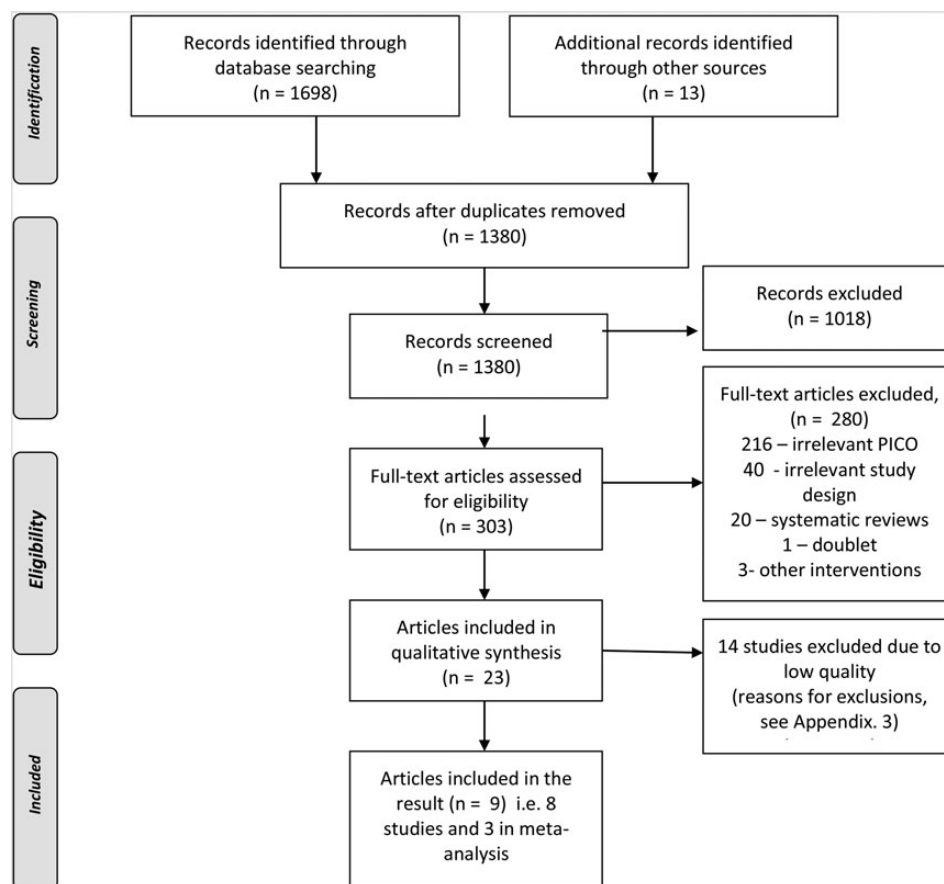 Identification
Records identified through
database searching
(n = 1698)
Additional records identified
through other sources
(n = 13)
Records after duplicates removed
(n = 1380)
Screening
Records screened
(n = 1380)
Records excluded
(n = 1018)
Eligibility
Full-text articles assessed
for eligibility
(n = 303)
Full-text articles excluded,
(n = 280)
216 – irrelevant PICO
40 - irrelevant study
design
20 – systematic reviews
1 – doublet
3- other interventions
Articles included in
qualitative synthesis
(n = 23)
14 studies excluded due to
low quality
(reasons for exclusions,
see Appendix. 3)
Included
Articles included in the
result (n = 9) i.e. 8
studies and 3 in meta-
analysis